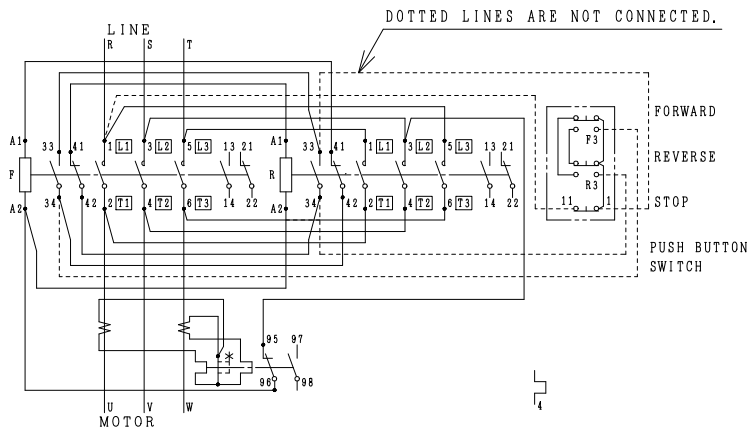 DOTTED LINES ARE NOT CONNECTED.
LINE
R S T
A1 33 41 1 L1 3 L2 5 L3 13 21 A1 33 41 1 L1 3 L2 5 L3 13 21
F R
A2 34 42 2 T1 4 T2 6 T3 14 22 A2 34 42 2 T1 4 T2 6 T3 14 22
FORWARD
F3
REVERSE
R3
STOP
11 1
PUSH BUTTON
SWITCH
95 97
*
96 98
4
U V W
MOTOR